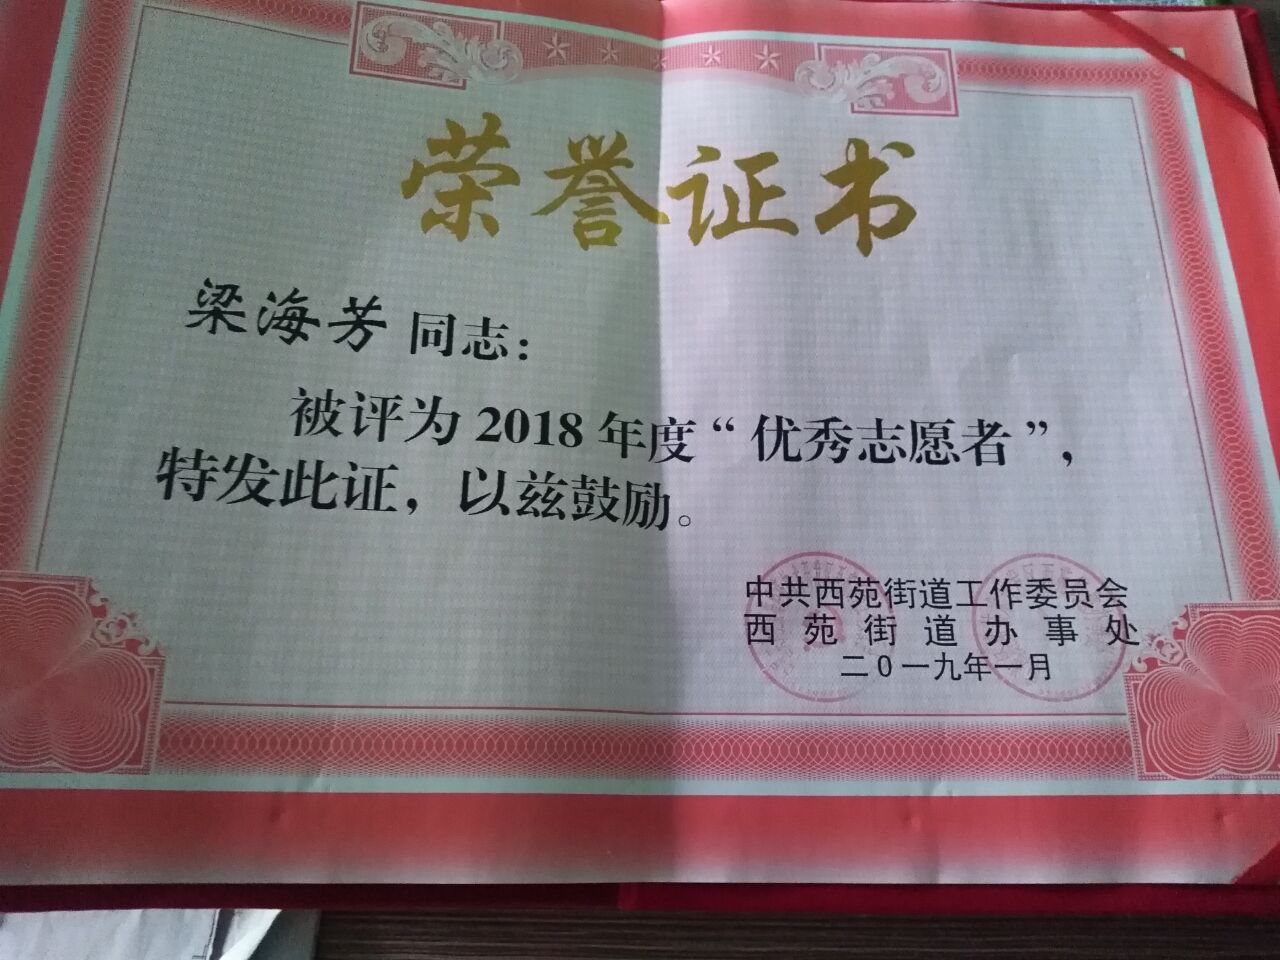 荣誉证书
梁海芳 同志：
被评为 2018 年度“优秀志愿者”，
特发此证，以兹鼓励。
中共西苑街道工作委员会
西苑街道办事处
二0一九年一月